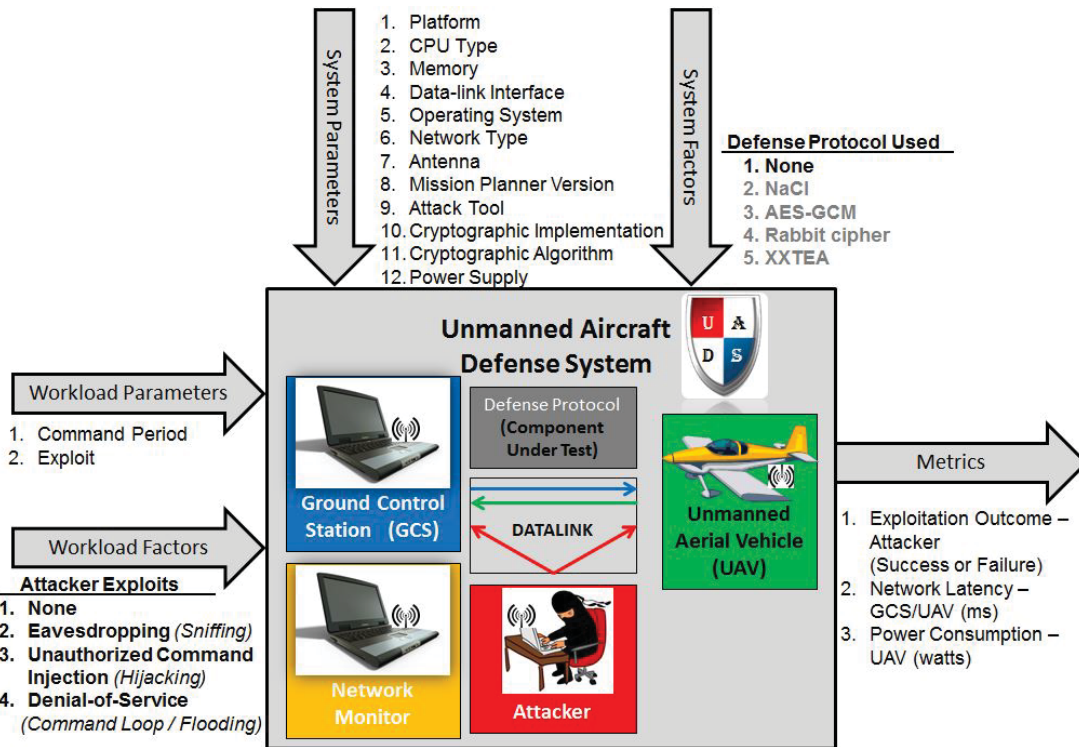 System Parameters
1. Platform
2. CPU Type
3. Memory
4. Data-link Interface
5. Operating System
6. Network Type
7. Antenna
8. Mission Planner Version
9. Attack Tool
10. Cryptographic Implementation
11. Cryptographic Algorithm
12. Power Supply
System Factors
Defense Protocol Used
1. None
2. NaCl
3. AES-GCM
4. Rabbit cipher
5. XXTEA
Workload Parameters
1. Command Period
2. Exploit
Workload Factors
Attacker Exploits
1. None
2. Eavesdropping (Sniffing)
3. Unauthorized Command
Injection (Hijacking)
4. Denial-of-Service
(Command Loop / Flooding)
Unmanned Aircraft
Defense System
U A
D S
Ground Control
Station (GCS)
Defense Protocol
(Component
Under Test)
DATALINK
Unmanned
Aerial Vehicle
(UAV)
Network
Monitor
Attacker
Metrics
1. Exploitation Outcome –
Attacker
(Success or Failure)
2. Network Latency –
GCS/UAV (ms)
3. Power Consumption –
UAV (watts)